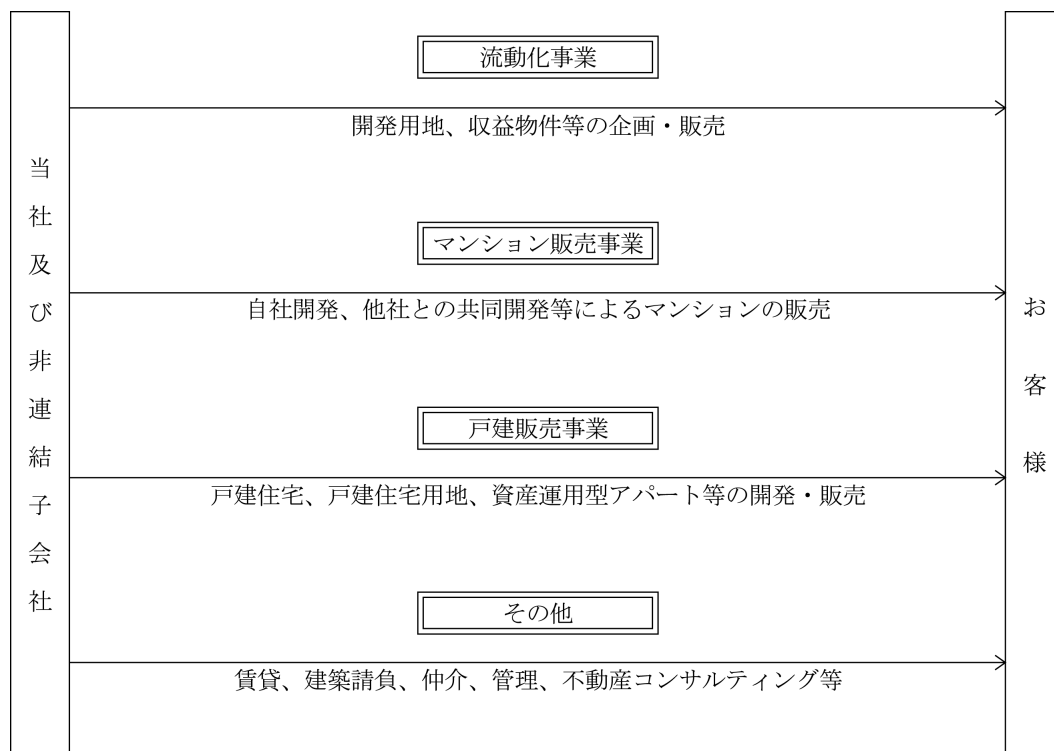 当社及び非連結子会社
流動化事業
開発用地、収益物件等の企画・販売
マンション販売事業
自社開発、他社との共同開発等によるマンションの販売
戸建販売事業
戸建住宅、戸建住宅用地、資産運用型アパート等の開発・販売
その他
賃貸、建築請負、仲介、管理、不動産コンサルティング等
お客様